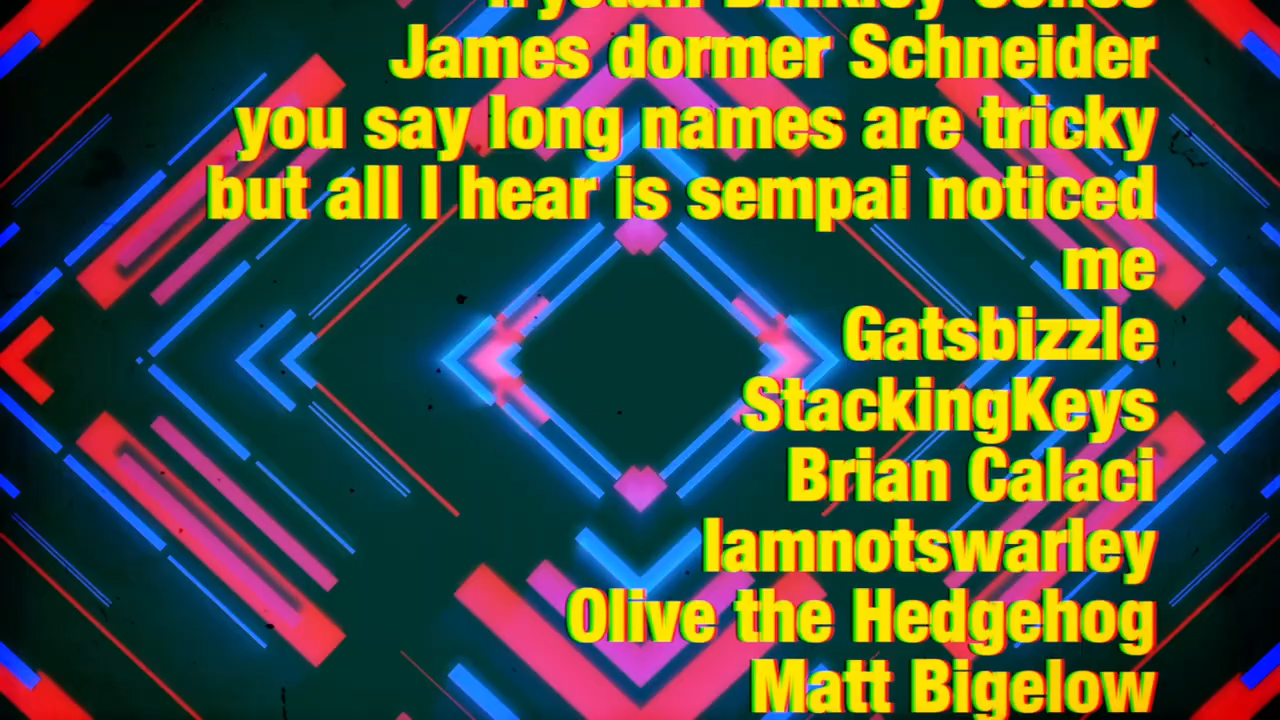 James dormer Schneider
you say long names are tricky
but all I hear is sempai noticed
me
Gatsbizzle
StackingKeys
Brian Calaci
Iamnotswarley
Olive the Hedgehog
Matt Bigelow